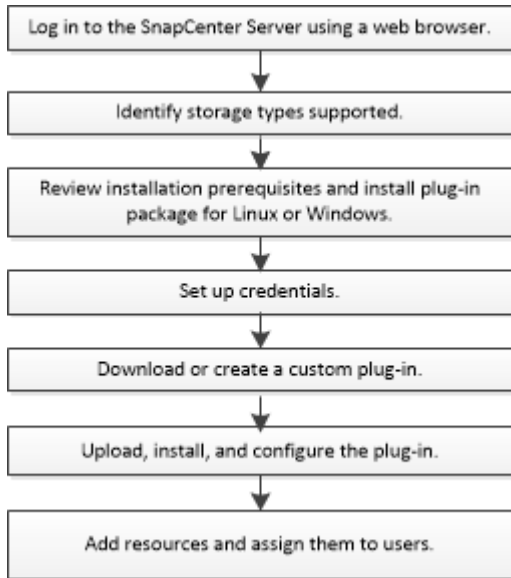 Log in to the SnapCenter Server using a web browser.
Identify storage types supported.
Review installation prerequisites and install plug-in
package for Linux or Windows.
Set up credentials.
Download or create a custom plug-in.
Upload, install, and configure the plug-in.
Add resources and assign them to users.